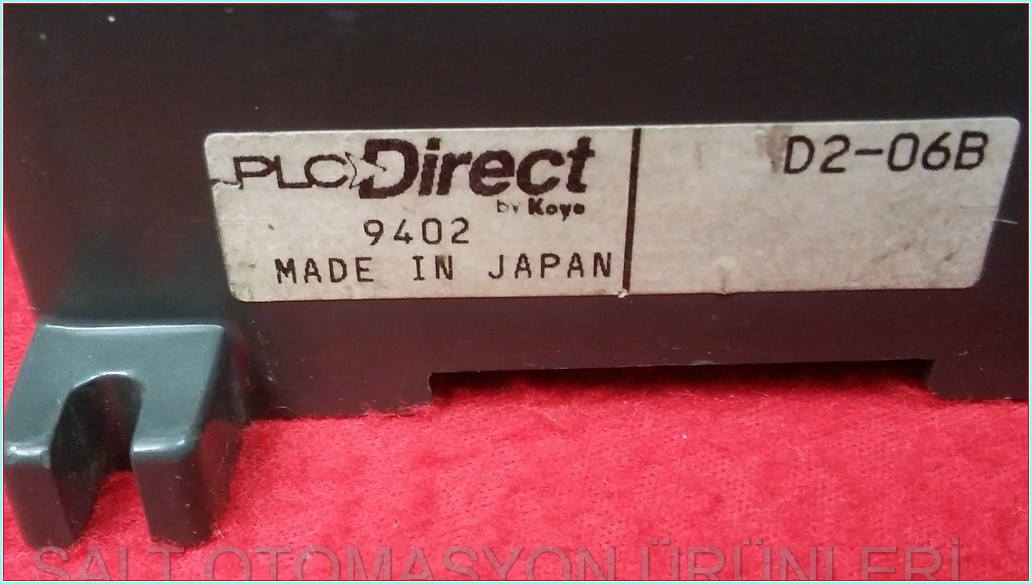 PLC Direct
by Koyo
9402
MADE IN JAPAN
D2-06B
SALT OTOMASYON ÜRÜNLERİ